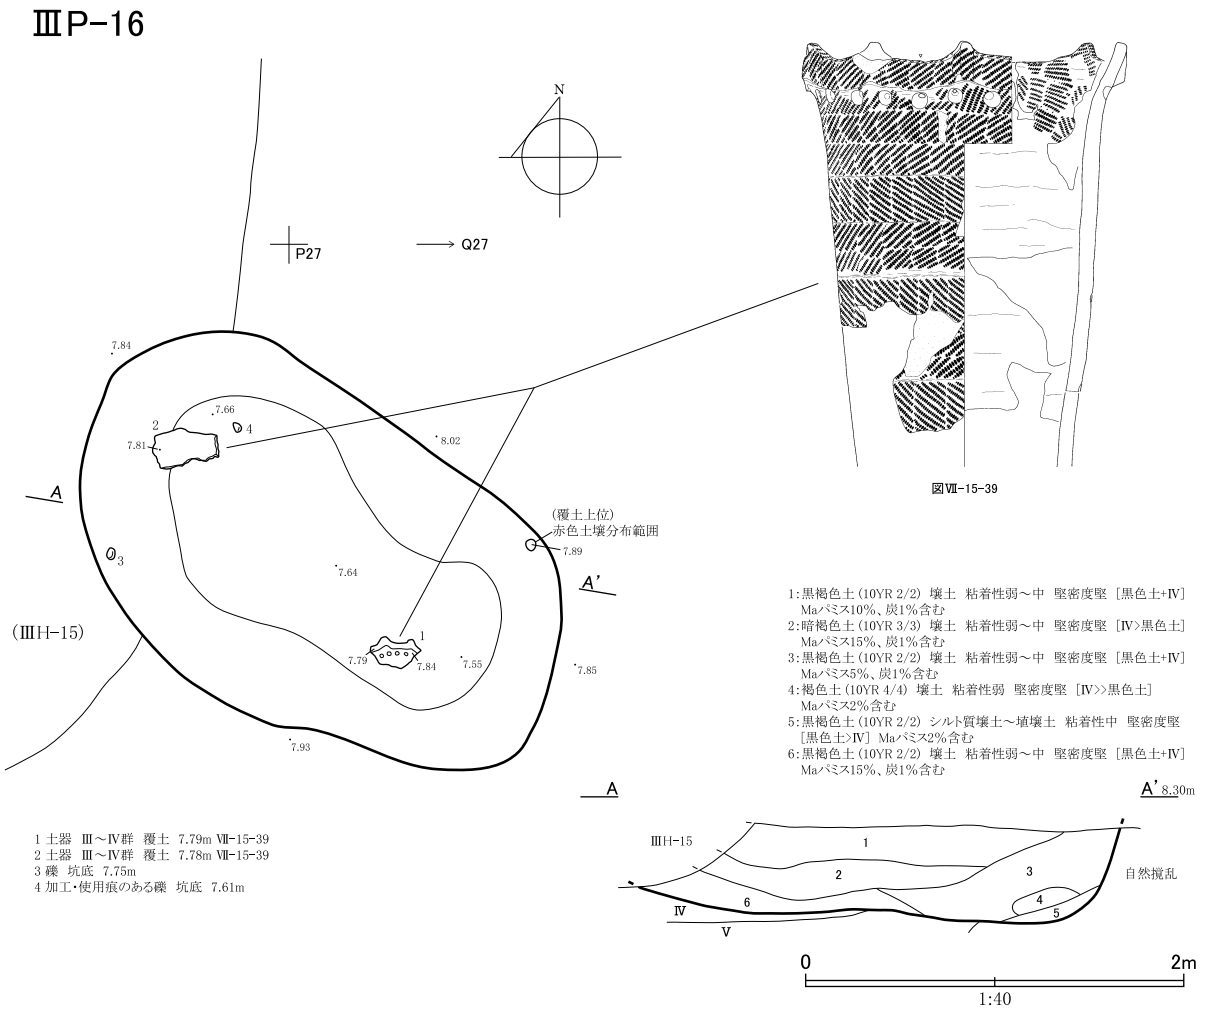 ⅢP-16
N
P27
Q27
7.84
7.66
2
4
7.81
8.02
A
(覆土上位)
赤色土壌分布範囲
7.89
3
7.64
A'
(ⅢH-15)
1
7.79
7.84
7.55
7.85
7.93
図Ⅶ-15-39
1:黒褐色土(10YR 2/2) 壌土 粘着性弱~中 堅密度堅 [黒色土+Ⅳ]
Maパミス10%、炭1%含む
2:暗褐色土(10YR 3/3) 壌土 粘着性弱~中 堅密度堅 [Ⅳ>黒色土]
Maパミス15%、炭1%含む
3:黒褐色土(10YR 2/2) 壌土 粘着性弱~中 堅密度堅 [黒色土+Ⅳ]
Maパミス5%、炭1%含む
4:褐色土(10YR 4/4) 壌土 粘着性弱 堅密度堅 [Ⅳ>>黒色土]
Maパミス2%含む
5:黒褐色土(10YR 2/2) シルト質壌土~埴壌土 粘着性中 堅密度堅
[黒色土>Ⅳ] Maパミス2%含む
6:黒褐色土(10YR 2/2) 壌土 粘着性弱~中 堅密度堅 [黒色土+Ⅳ]
Maパミス15%、炭1%含む
1 土器 Ⅲ~Ⅳ群 覆土 7.79m Ⅶ-15-39
2 土器 Ⅲ~Ⅳ群 覆土 7.78m Ⅶ-15-39
3 礫 坑底 7.75m
4 加工・使用痕のある礫 坑底 7.61m
A
A' 8.30m
ⅢH-15
1
2
3
自然撹乱
4
5
6
Ⅳ
Ⅴ
0
2m
1:40